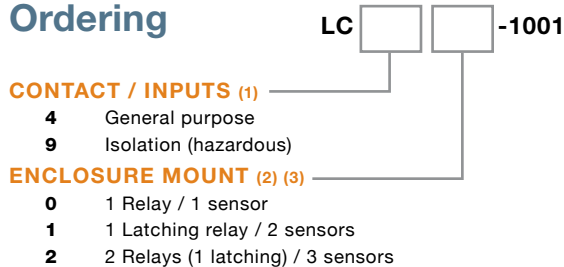 Ordering
LC -1001
CONTACT / INPUTS (1)
4 General purpose
9 Isolation (hazardous)
ENCLOSURE MOUNT (2) (3)
0 1 Relay / 1 sensor
1 1 Latching relay / 2 sensors
2 2 Relays (1 latching) / 3 sensors